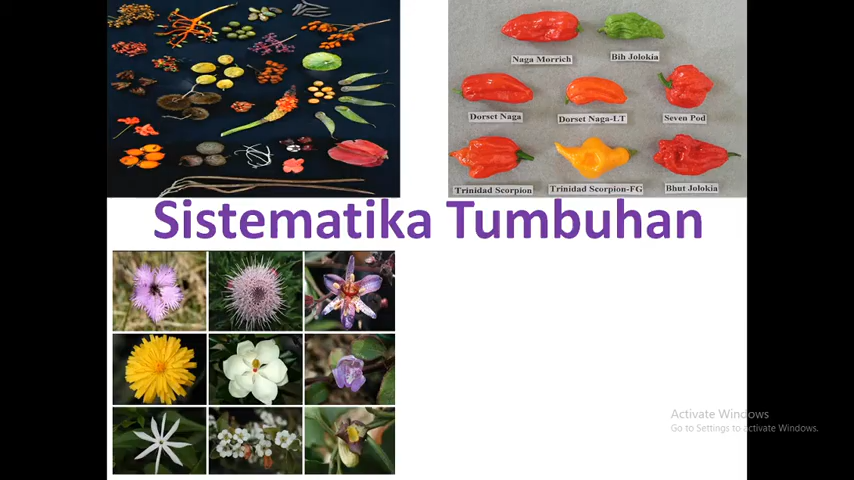 Naga Morrich
Bih Jolokia
Dorset Naga
Dorset Naga-LT
Seven Pod
Trinidad Scorpion
Trinidad Scorpion-FG
Bhut Jolokia
Sistematika Tumbuhan
Activate Windows
Go to Settings to activate Windows.